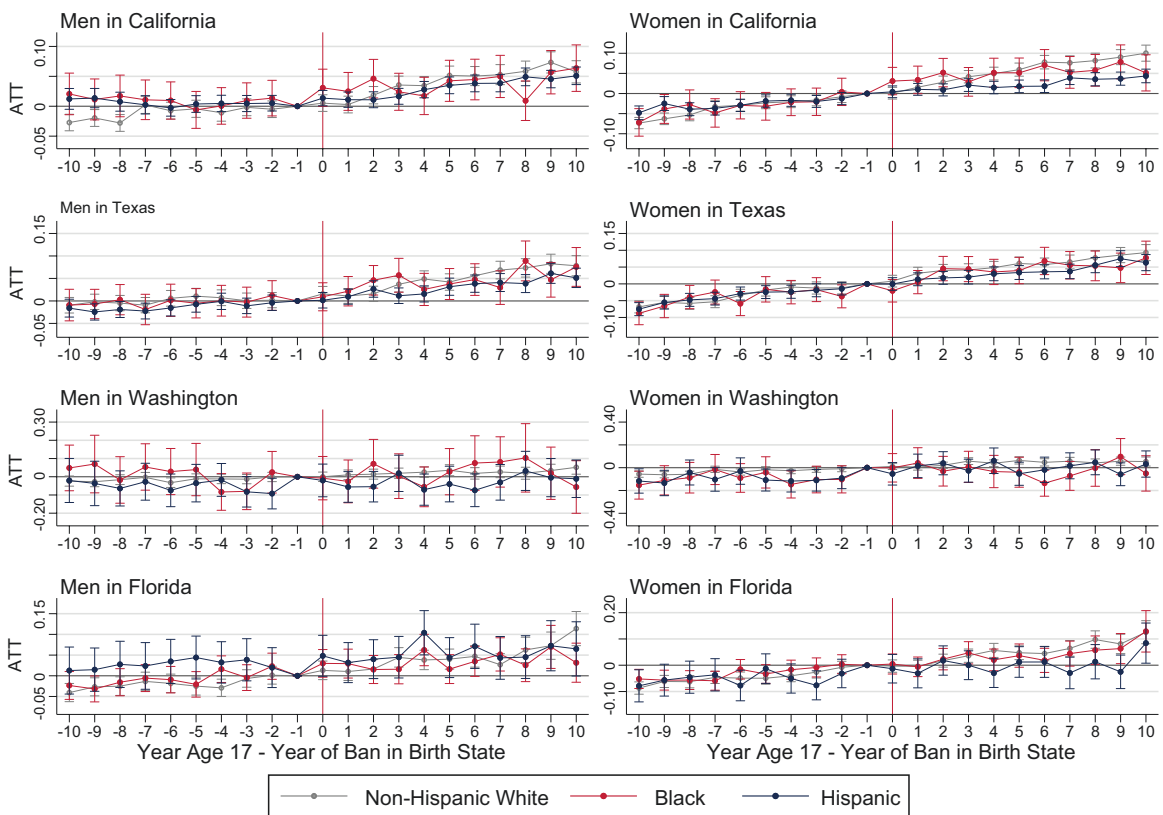 Men in California
Women in California
ATT
0.10
0
-0.05
0.10
0
-0.10
-10 -9 -8 -7 -6 -5 -4 -3 -2 -1 0 1 2 3 4 5 6 7 8 9 10
-10 -9 -8 -7 -6 -5 -4 -3 -2 -1 0 1 2 3 4 5 6 7 8 9 10
Men in Texas
Women in Texas
ATT
0.15
0
-0.05
0.15
0
-0.10
-10 -9 -8 -7 -6 -5 -4 -3 -2 -1 0 1 2 3 4 5 6 7 8 9 10
-10 -9 -8 -7 -6 -5 -4 -3 -2 -1 0 1 2 3 4 5 6 7 8 9 10
Men in Washington
Women in Washington
ATT
0.30
0
-0.20
0.40
0
-0.40
-10 -9 -8 -7 -6 -5 -4 -3 -2 -1 0 1 2 3 4 5 6 7 8 9 10
-10 -9 -8 -7 -6 -5 -4 -3 -2 -1 0 1 2 3 4 5 6 7 8 9 10
Men in Florida
Women in Florida
ATT
0.15
0
-0.05
0.20
0
-0.10
-10 -9 -8 -7 -6 -5 -4 -3 -2 -1 0 1 2 3 4 5 6 7 8 9 10
-10 -9 -8 -7 -6 -5 -4 -3 -2 -1 0 1 2 3 4 5 6 7 8 9 10
Year Age 17 - Year of Ban in Birth State
Year Age 17 - Year of Ban in Birth State
Non-Hispanic White Black Hispanic